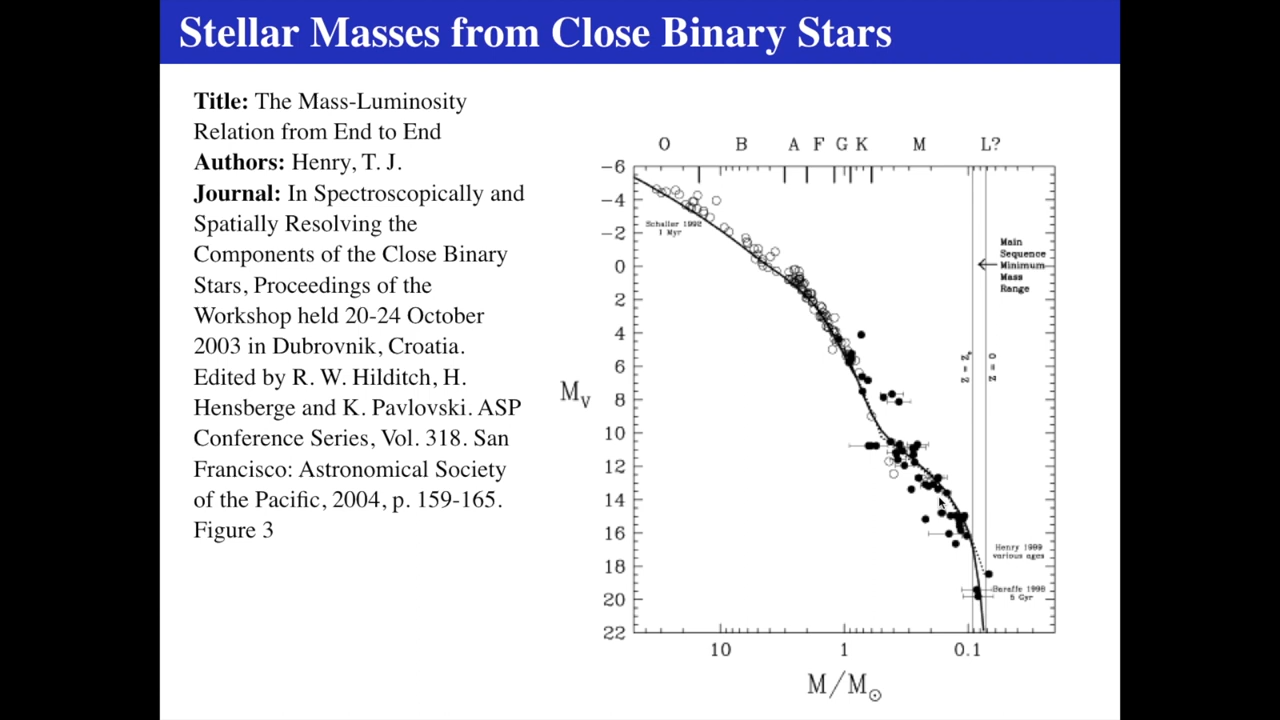 Stellar Masses from Close Binary Stars
Title: The Mass-Luminosity
Relation from End to End
Authors: Henry, T. J.
Journal: In Spectroscopically and
Spatially Resolving the
Components of the Close Binary
Stars, Proceedings of the
Workshop held 20-24 October
2003 in Dubrovnik, Croatia.
Edited by R. W. Hilditch, H.
Hensberge and K. Pavlovski. ASP
Conference Series, Vol. 318. San
Francisco: Astronomical Society
of the Pacific, 2004, p. 159-165.
Figure 3
O B A F G K M L?
−6
−4
−2
0
2
4
6
8
10
12
14
16
18
20
22
Mv
Schaller 1992
1 Myr
Main
Sequence
Minimum
Mass
Range
Z = 0
Henry 1999
various ages
Baraffe 1998
5 Gyr
10 1 0.1
M/M⊙